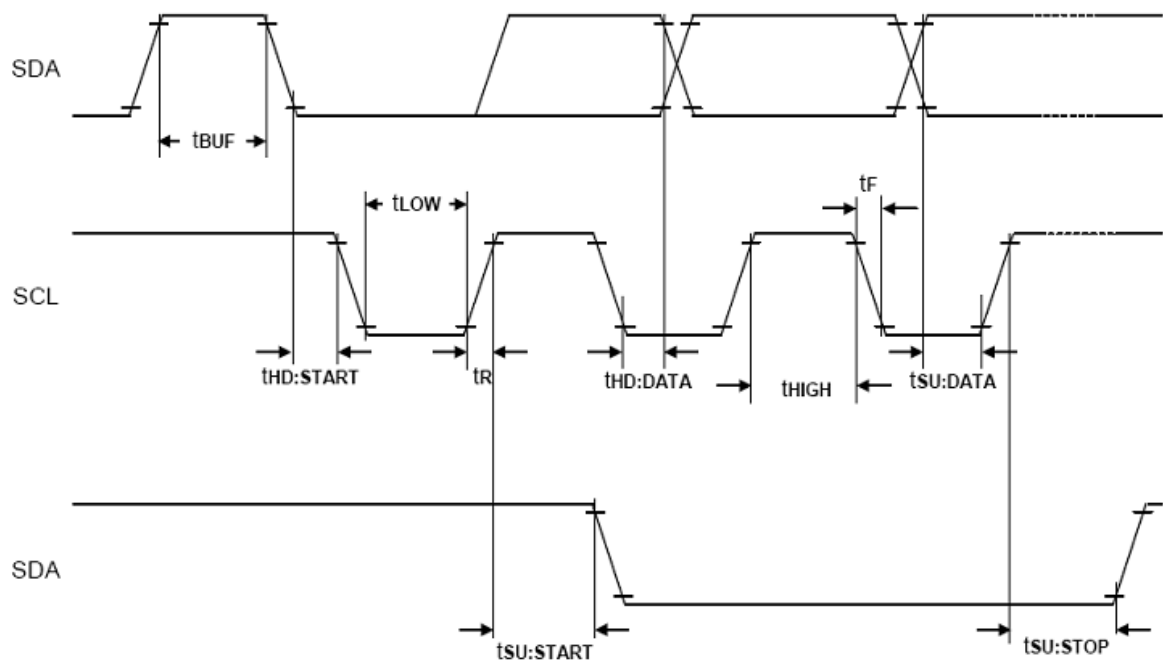 SDA
tBUF
tF
tLOW
SCL
tHD:START
tR
tHD:DATA
tHIGH
tSU:DATA
SDA
tSU:START
tSU:STOP